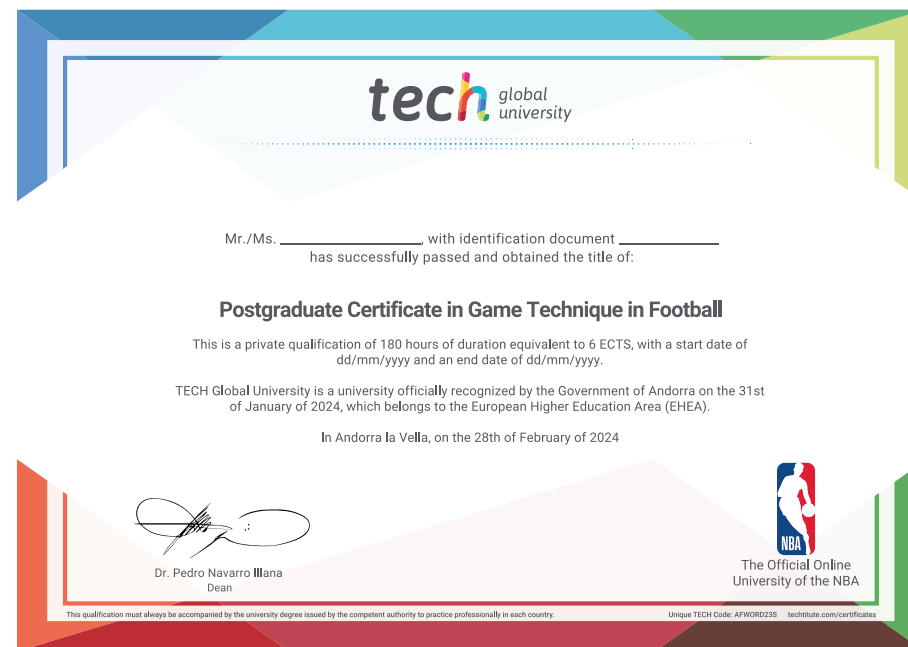 tech global university
Mr./Ms. ____________________, with identification document ______________
has successfully passed and obtained the title of:
Postgraduate Certificate in Game Technique in Football
This is a private qualification of 180 hours of duration equivalent to 6 ECTS, with a start date of
dd/mm/yyyy and an end date of dd/mm/yyyy.
TECH Global University is a university officially recognized by the Government of Andorra on the 31st
of January of 2024, which belongs to the European Higher Education Area (EHEA).
In Andorra la Vella, on the 28th of February of 2024
Dr. Pedro Navarro Illana
Dean
NBA
The Official Online
University of the NBA
This qualification must always be accompanied by the university degree issued by the competent authority to practice professionally in each country.
Unique TECH Code: AFWORD23S techtitute.com/certificates